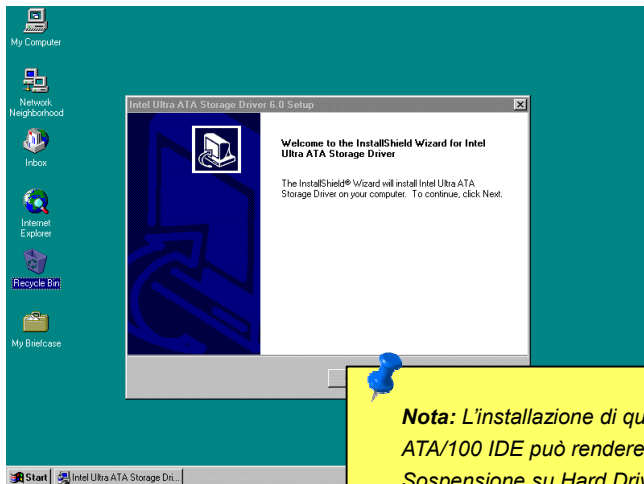 My Computer
Network
Neighborhood
Inbox
Internet
Explorer
Recycle Bin
My Briefcase
Intel Ultra ATA Storage Driver 6.0 Setup
Welcome to the InstallShield Wizard for Intel
Ultra ATA Storage Driver
The InstallShield® Wizard will install Intel Ultra ATA
Storage Driver on your computer. To continue, click Next.
Nota: L'installazione di qu
ATA/100 IDE può rendere
Sospensione su Hard Driv
Start
Intel Ultra ATA Storage Dri...